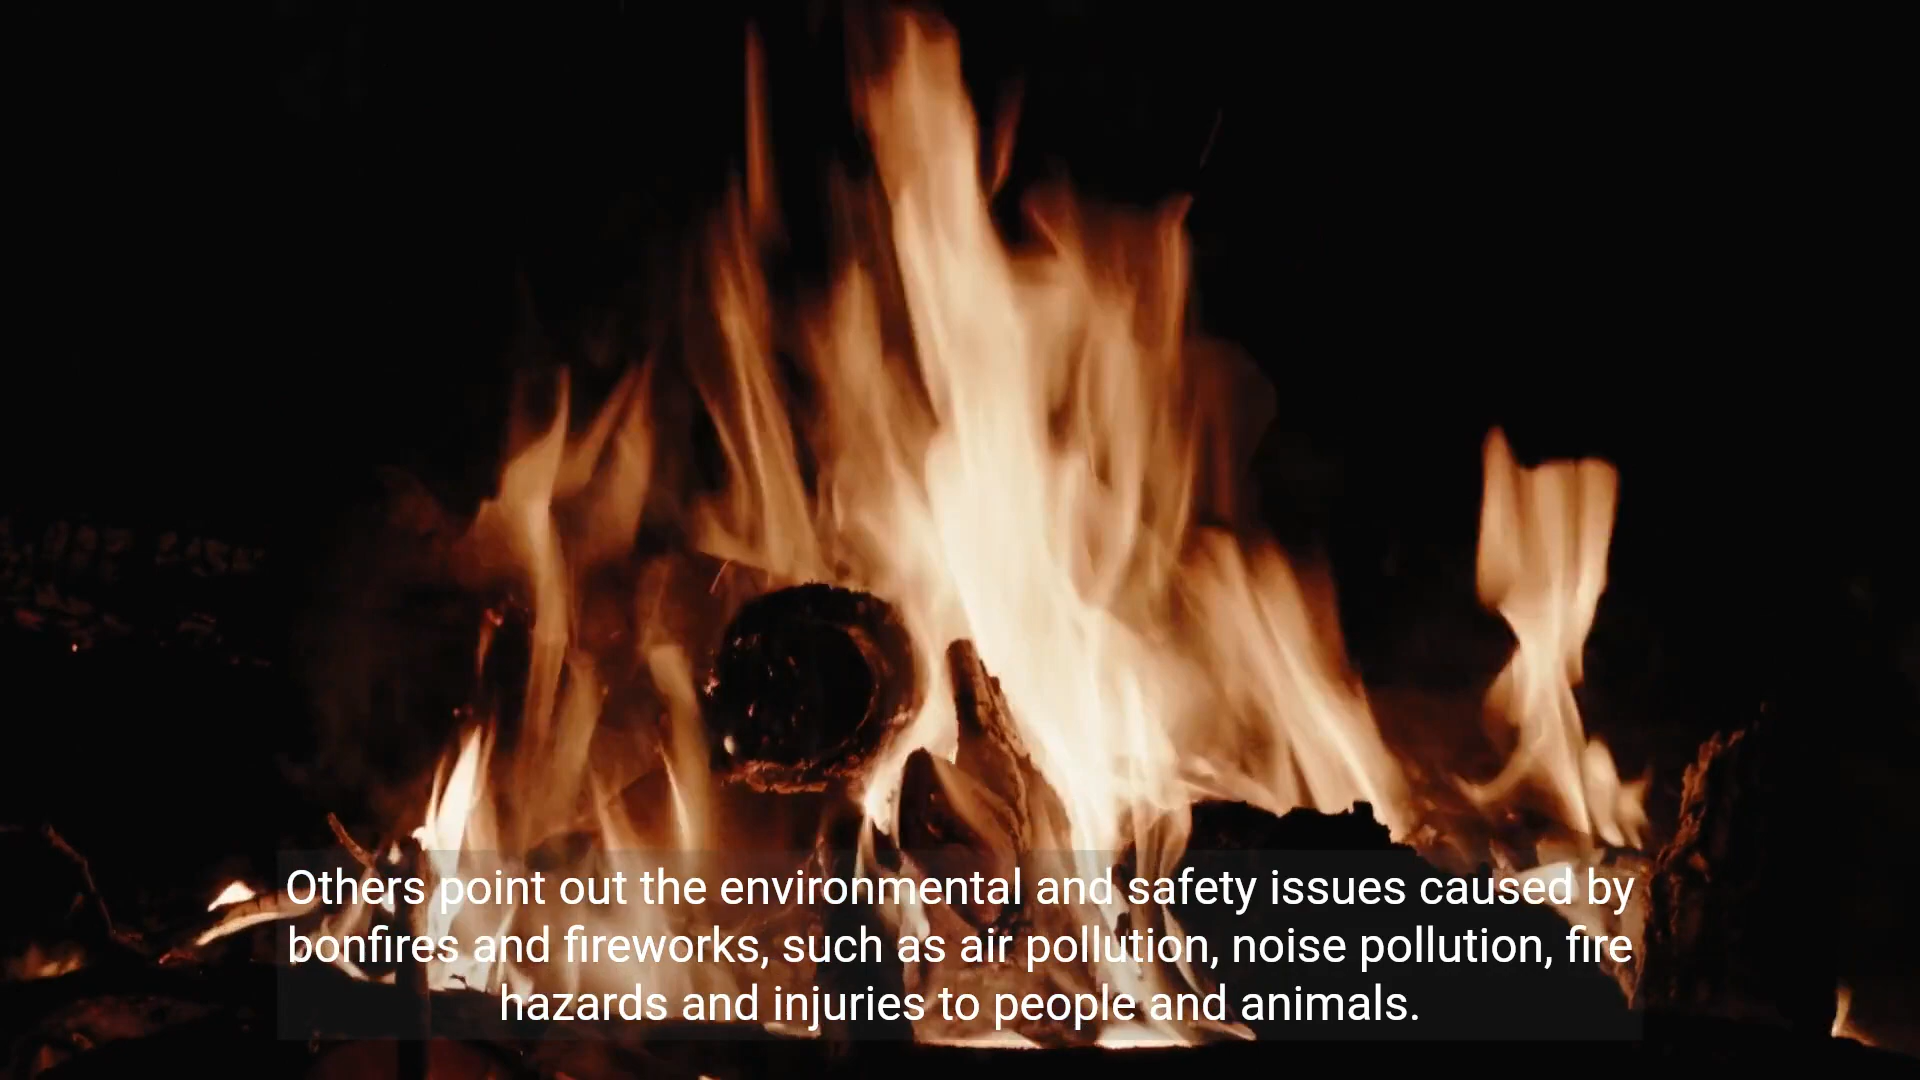 Others point out the environmental and safety issues caused by
bonfires and fireworks, such as air pollution, noise pollution, fire
hazards and injuries to people and animals.